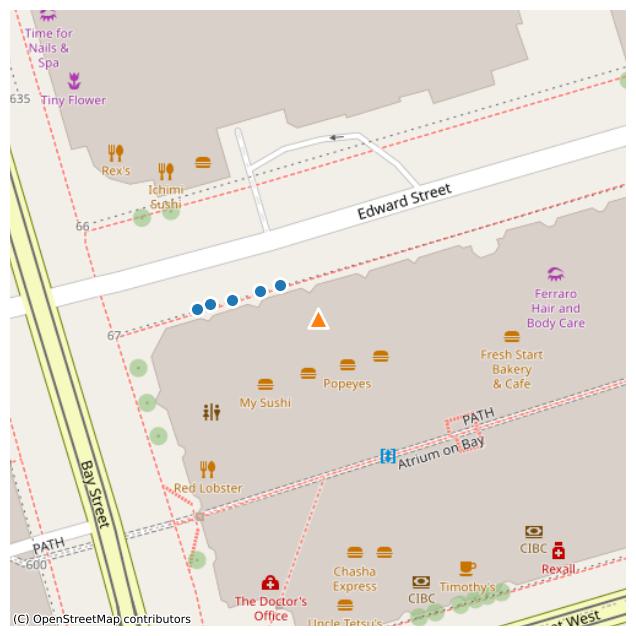 Time for
Nails &
Spa
Tiny Flower
635
Rex's
Ichimi
Sushi
Edward Street
66
67
Ferraro
Hair and
Body Care
Fresh Start
Bakery
& Cafe
Popeyes
My Sushi
PATH
Atrium on Bay
Bay Street
Red Lobster
PATH
600
CIBC
Rexall
Chasha
Express
Timothy's
CIBC
The Doctor's
Office
Uncle Tetsu's
West
(C) OpenStreetMap contributors